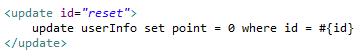 <update id="reset">
update userInfo set point = 0 where id = #{id}
</update>